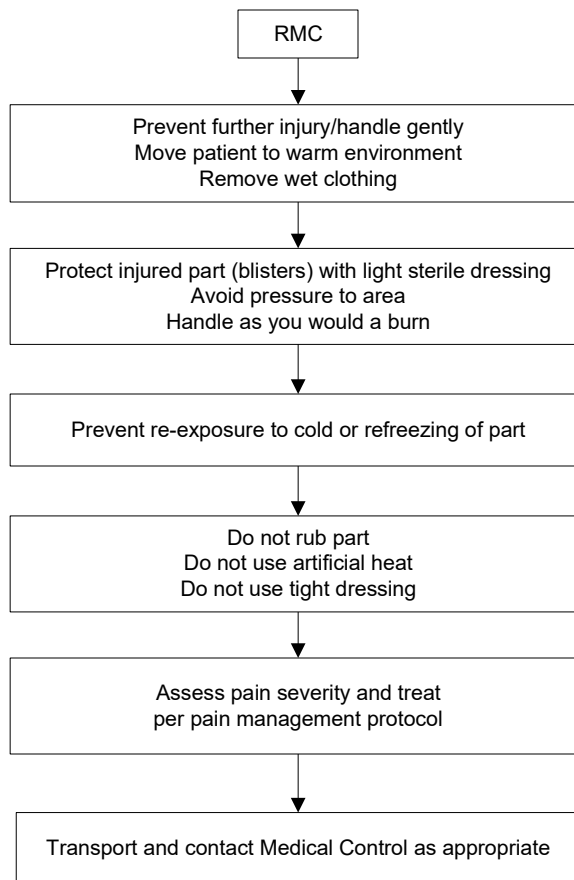 RMC
Prevent further injury/handle gently
Move patient to warm environment
Remove wet clothing
Protect injured part (blisters) with light sterile dressing
Avoid pressure to area
Handle as you would a burn
Prevent re-exposure to cold or refreezing of part
Do not rub part
Do not use artificial heat
Do not use tight dressing
Assess pain severity and treat
per pain management protocol
Transport and contact Medical Control as appropriate